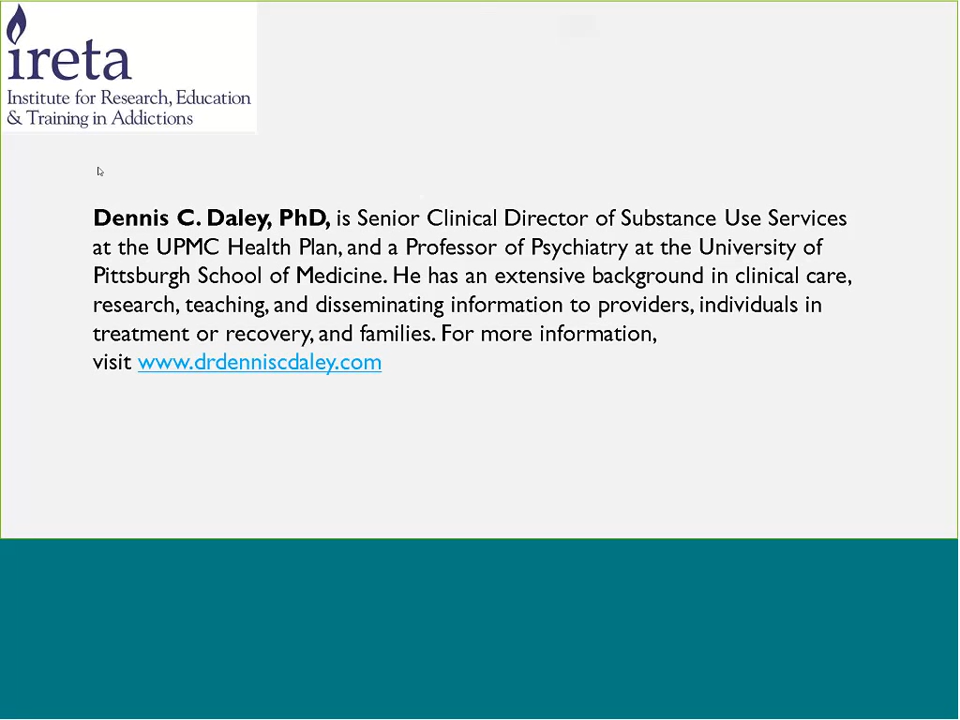 ireta
Institute for Research, Education
& Training in Addictions
Dennis C. Daley, PhD, is Senior Clinical Director of Substance Use Services
at the UPMC Health Plan, and a Professor of Psychiatry at the University of
Pittsburgh School of Medicine. He has an extensive background in clinical care,
research, teaching, and disseminating information to providers, individuals in
treatment or recovery, and families. For more information,
visit www.drdenniscdaley.com